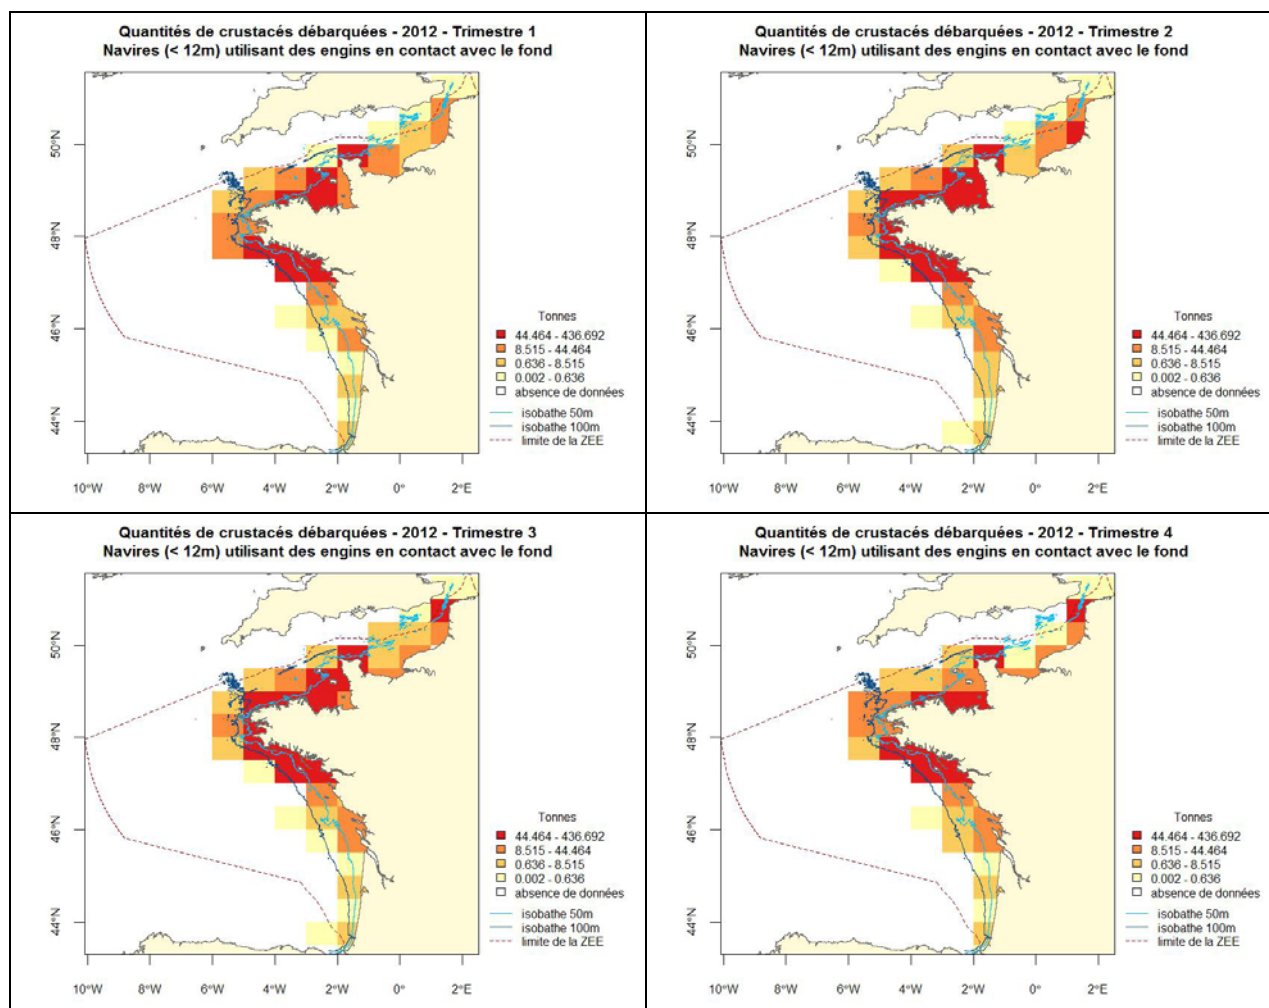 Quantités de crustacés débarquées - 2012 - Trimestre 1
Navires (< 12m) utilisant des engins en contact avec le fond
50°N
48°N
46°N
44°N
10°W 8°W 6°W 4°W 2°W 0° 2°E
Tonnes
44.464 - 436.692
8.515 - 44.464
0.636 - 8.515
0.002 - 0.636
absence de données
isobathe 50m
isobathe 100m
limite de la ZEE
Quantités de crustacés débarquées - 2012 - Trimestre 2
Navires (< 12m) utilisant des engins en contact avec le fond
50°N
48°N
46°N
44°N
10°W 8°W 6°W 4°W 2°W 0° 2°E
Tonnes
44.464 - 436.692
8.515 - 44.464
0.636 - 8.515
0.002 - 0.636
absence de données
isobathe 50m
isobathe 100m
limite de la ZEE
Quantités de crustacés débarquées - 2012 - Trimestre 3
Navires (< 12m) utilisant des engins en contact avec le fond
50°N
48°N
46°N
44°N
10°W 8°W 6°W 4°W 2°W 0° 2°E
Tonnes
44.464 - 436.692
8.515 - 44.464
0.636 - 8.515
0.002 - 0.636
absence de données
isobathe 50m
isobathe 100m
limite de la ZEE
Quantités de crustacés débarquées - 2012 - Trimestre 4
Navires (< 12m) utilisant des engins en contact avec le fond
50°N
48°N
46°N
44°N
10°W 8°W 6°W 4°W 2°W 0° 2°E
Tonnes
44.464 - 436.692
8.515 - 44.464
0.636 - 8.515
0.002 - 0.636
absence de données
isobathe 50m
isobathe 100m
limite de la ZEE